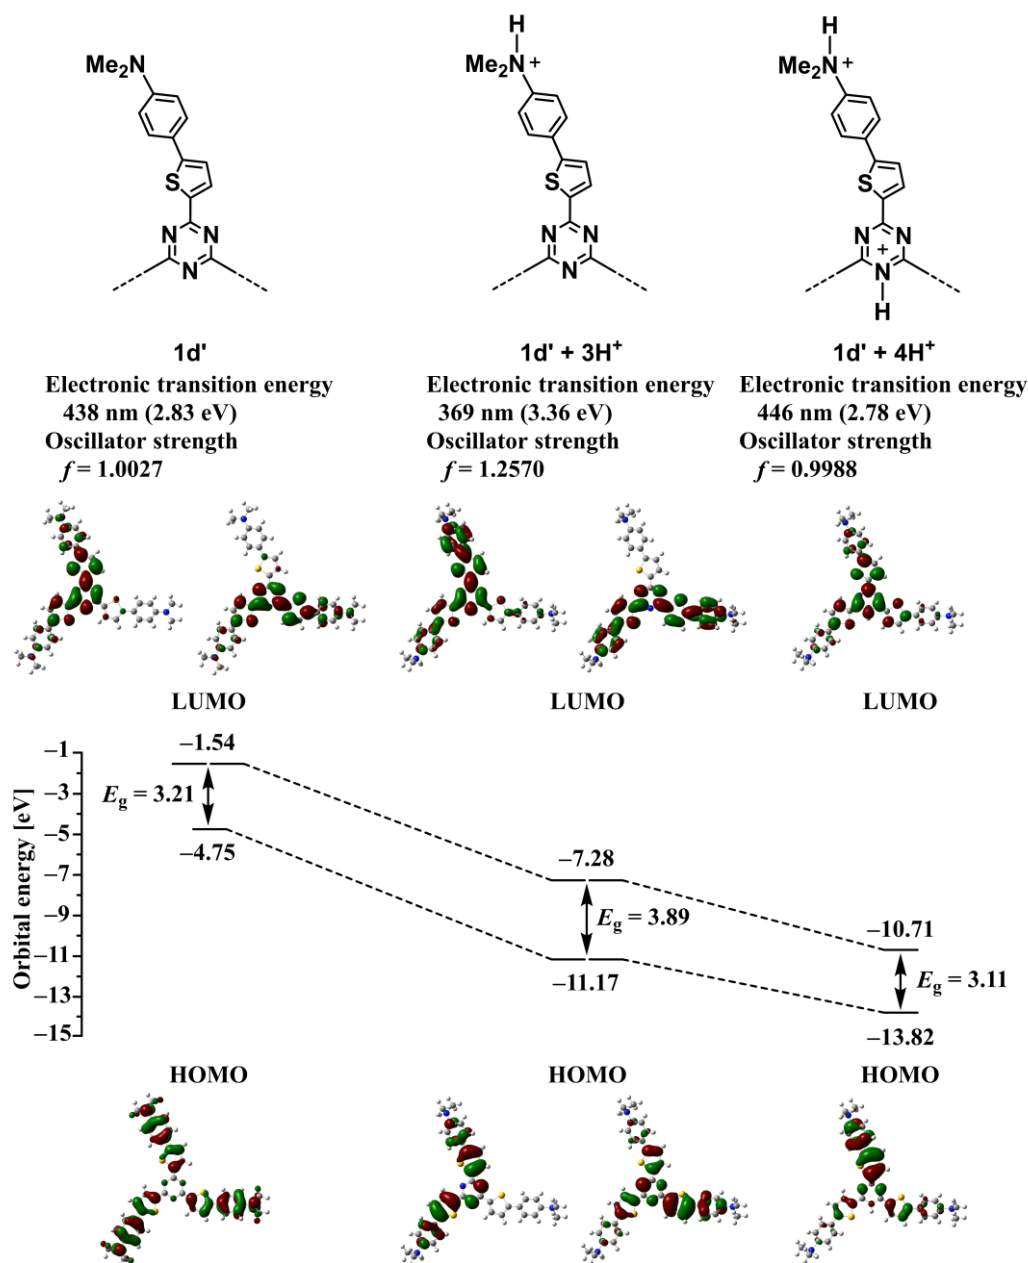 H
H
Me2N
Me2N+
Me2N+
S
S
S
N N
N N
N N
N
N
+
N
H
1d'
1d' + 3H+
1d' + 4H+
Electronic transition energy
438 nm (2.83 eV)
Oscillator strength
f = 1.0027
Electronic transition energy
369 nm (3.36 eV)
Oscillator strength
f = 1.2570
Electronic transition energy
446 nm (2.78 eV)
Oscillator strength
f = 0.9988
LUMO
LUMO
LUMO
Orbital energy [eV]
–1
–3
–5
–7
–9
–11
–13
–15
–1.54
Eg = 3.21
–4.75
–7.28
Eg = 3.89
–11.17
–10.71
Eg = 3.11
–13.82
HOMO
HOMO
HOMO